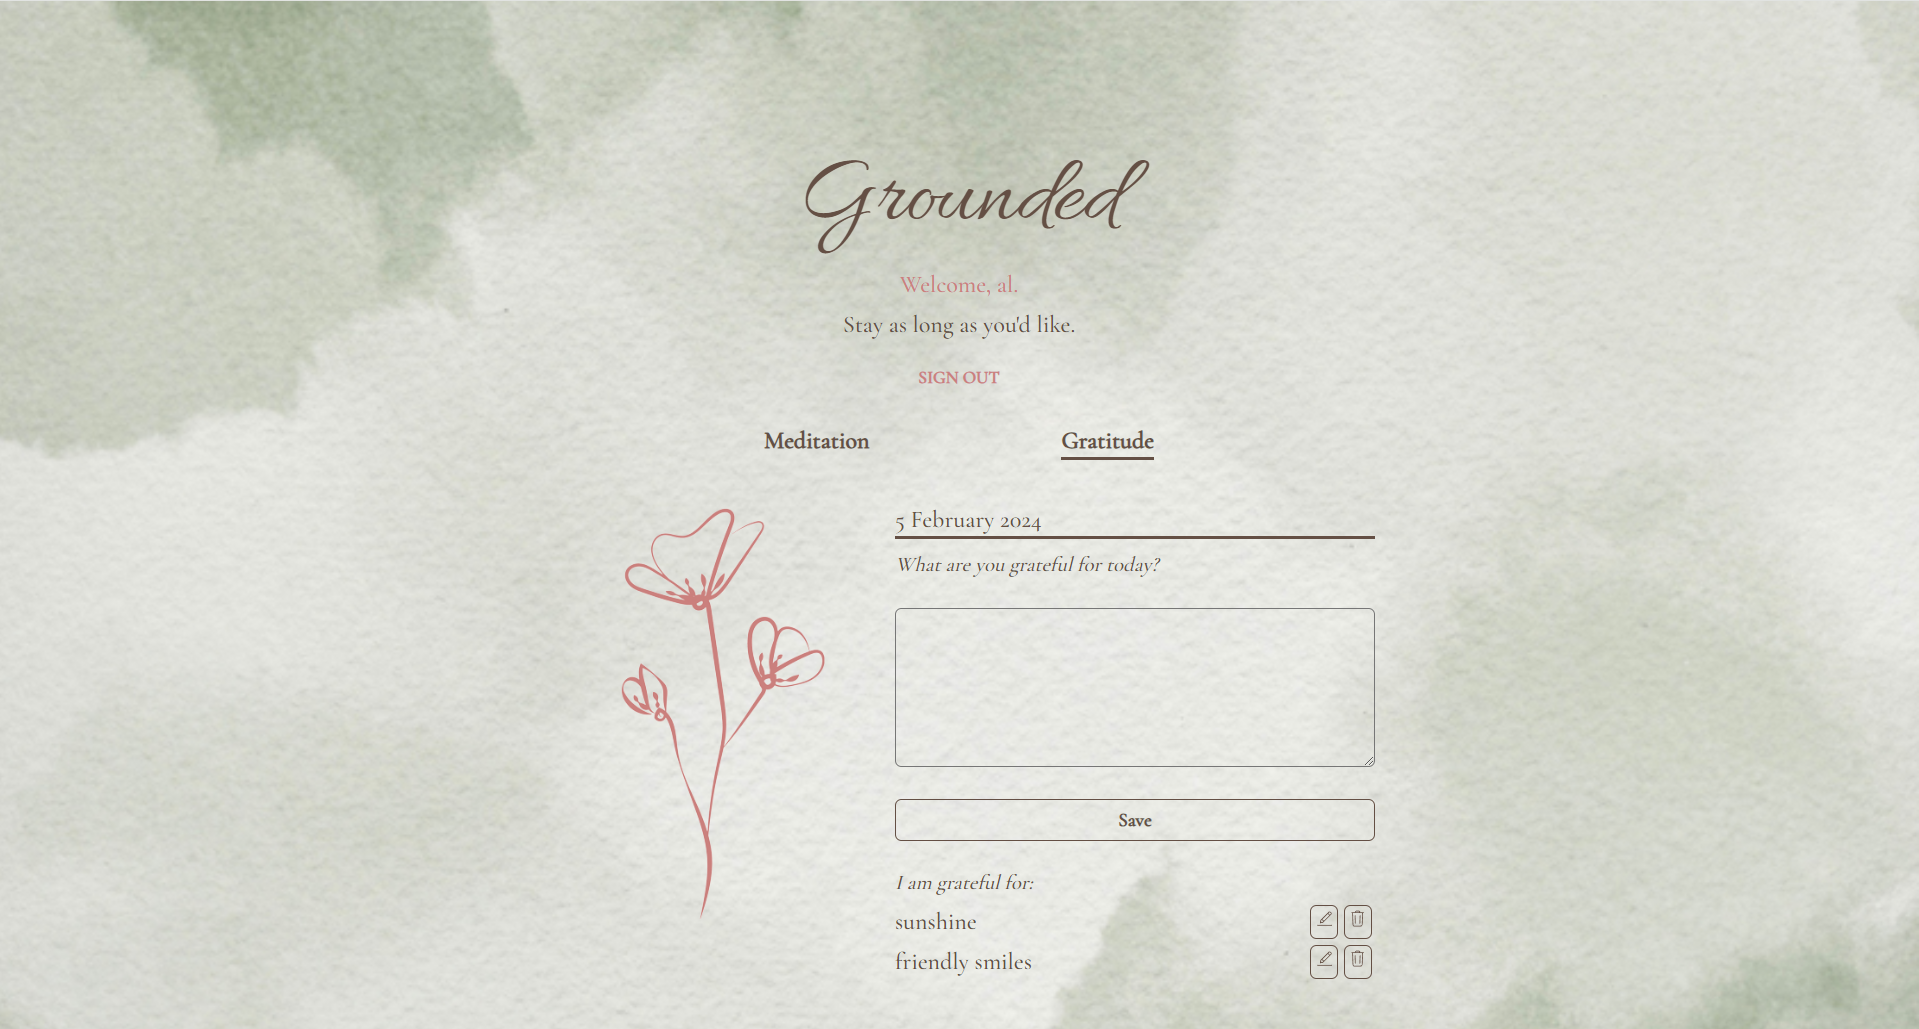 Grounded
Welcome, al.
Stay as long as you'd like.
SIGN OUT
Meditation
Gratitude
5 February 2024
What are you grateful for today?
Save
I am grateful for:
sunshine
friendly smiles